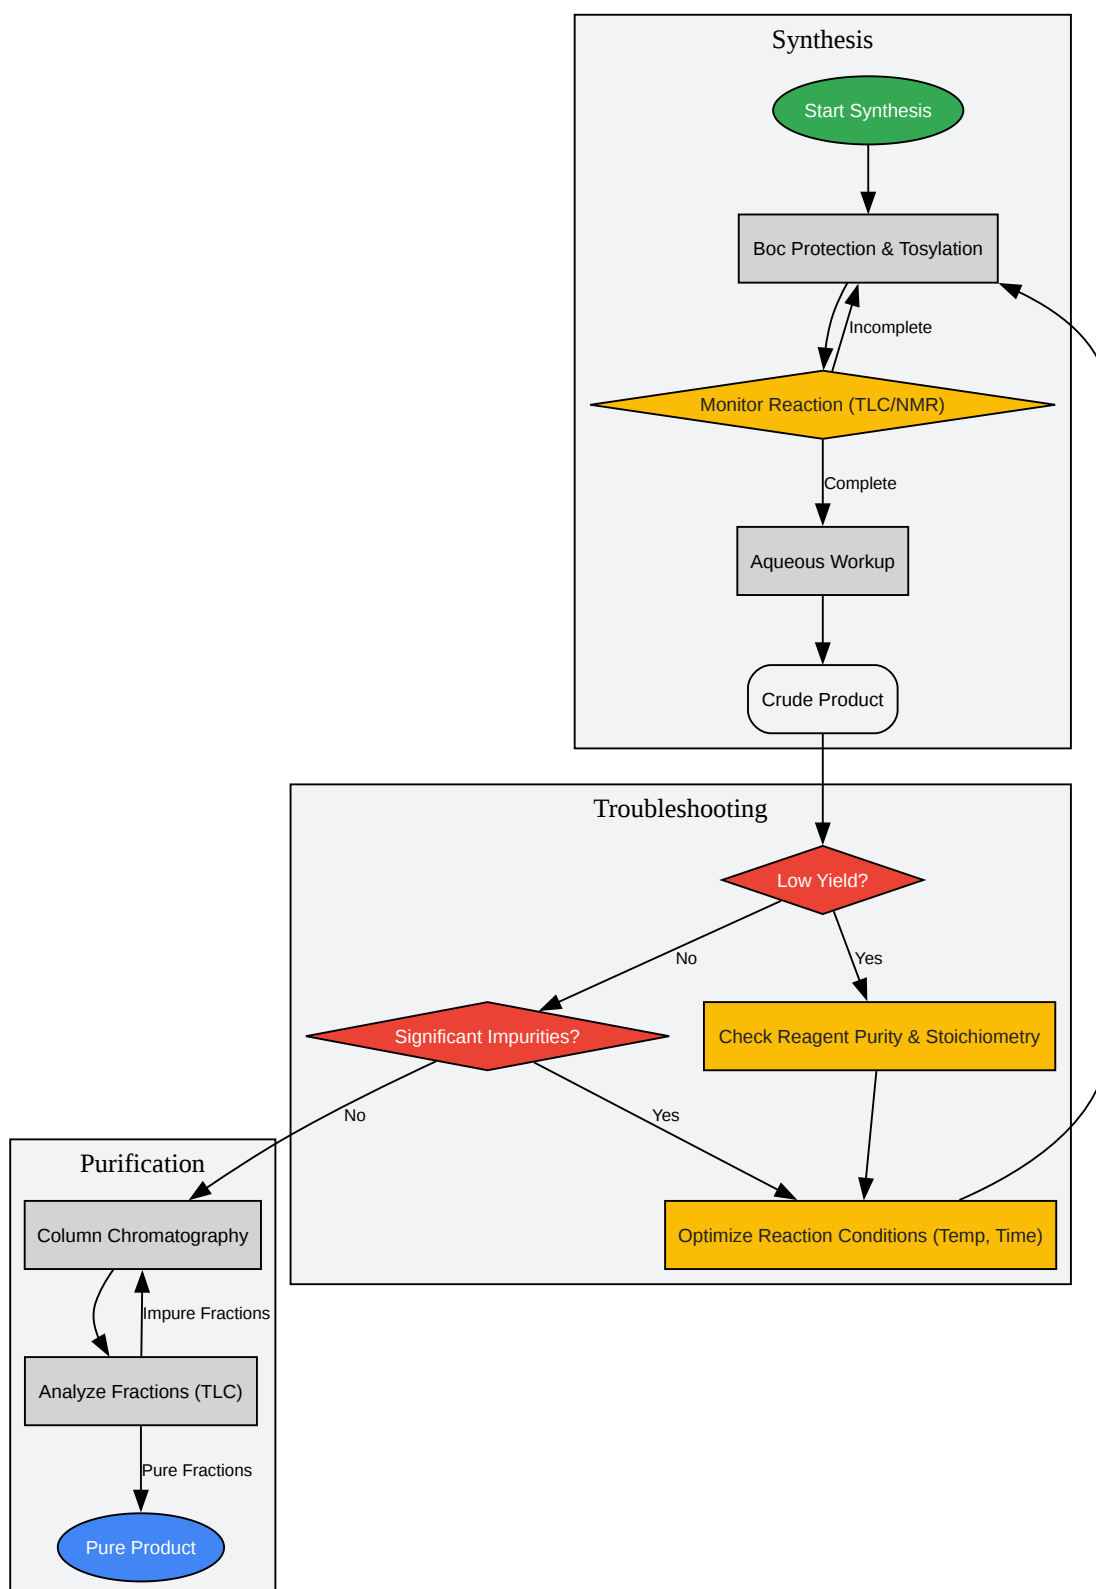 Synthesis
Start Synthesis
Boc Protection & Tosylation
Incomplete
Monitor Reaction (TLC/NMR)
Complete
Aqueous Workup
Crude Product
Troubleshooting
Low Yield?
No
Yes
Significant Impurities?
Check Reagent Purity & Stoichiometry
No
Yes
Purification
Column Chromatography
Optimize Reaction Conditions (Temp, Time)
Impure Fractions
Analyze Fractions (TLC)
Pure Fractions
Pure Product